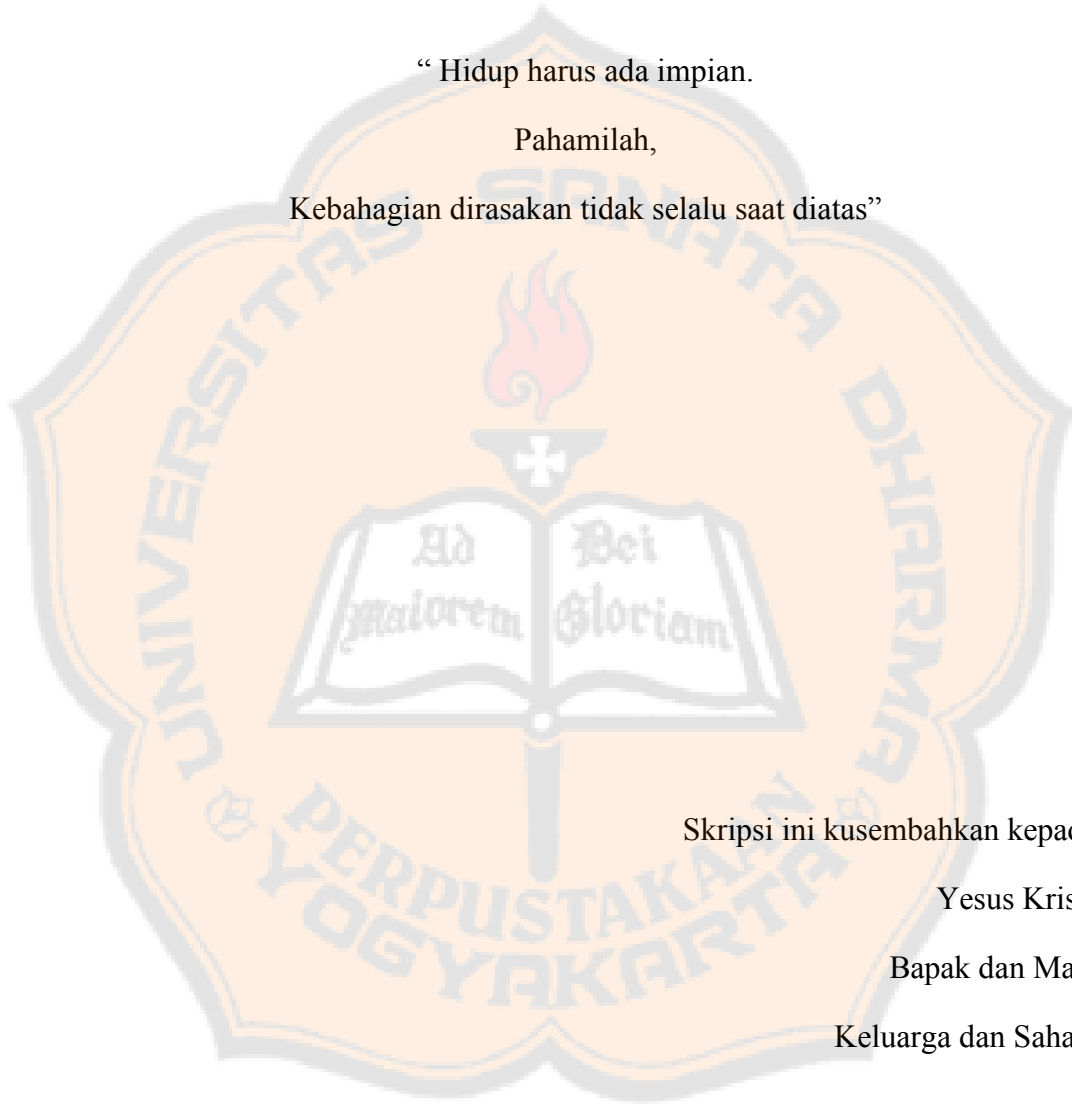 “ Hidup harus ada impian.
Pahamilah,
Kebahagian dirasakan tidak selalu saat diatas”
UNIVERSITAS SANATA DHARMA
Ad Dei
Maiorem Gloriam
PERPUSTAKAAN
YOGYAKARTA
Skripsi ini kusembahkan
Yesus
Bapak dan
Keluarga dan